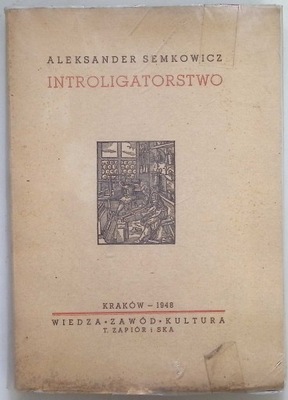 ALEKSANDER SEMKOWICZ
INTROLIGATORSTWO
KRAKÓW – 1948
WIEDZA • ZAWÓD • KULTURA
T. ZAPIÓR i SKA